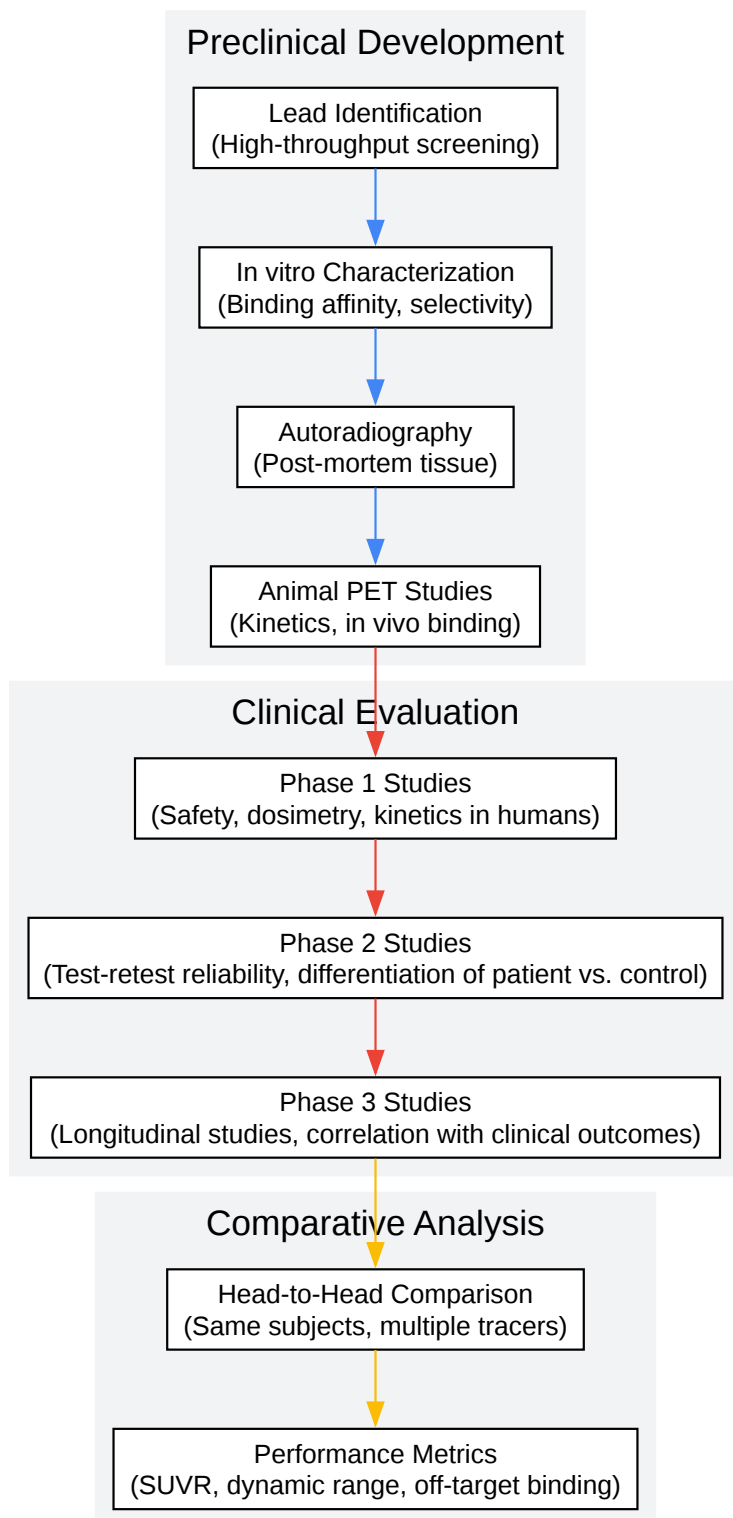 Preclinical Development
Lead Identification
(High-throughput screening)
In vitro Characterization
(Binding affinity, selectivity)
Autoradiography
(Post-mortem tissue)
Animal PET Studies
(Kinetics, in vivo binding)
Clinical Evaluation
Phase 1 Studies
(Safety, dosimetry, kinetics in humans)
Phase 2 Studies
(Test-retest reliability, differentiation of patient vs. control)
Phase 3 Studies
(Longitudinal studies, correlation with clinical outcomes)
Comparative Analysis
Head-to-Head Comparison
(Same subjects, multiple tracers)
Performance Metrics
(SUVR, dynamic range, off-target binding)